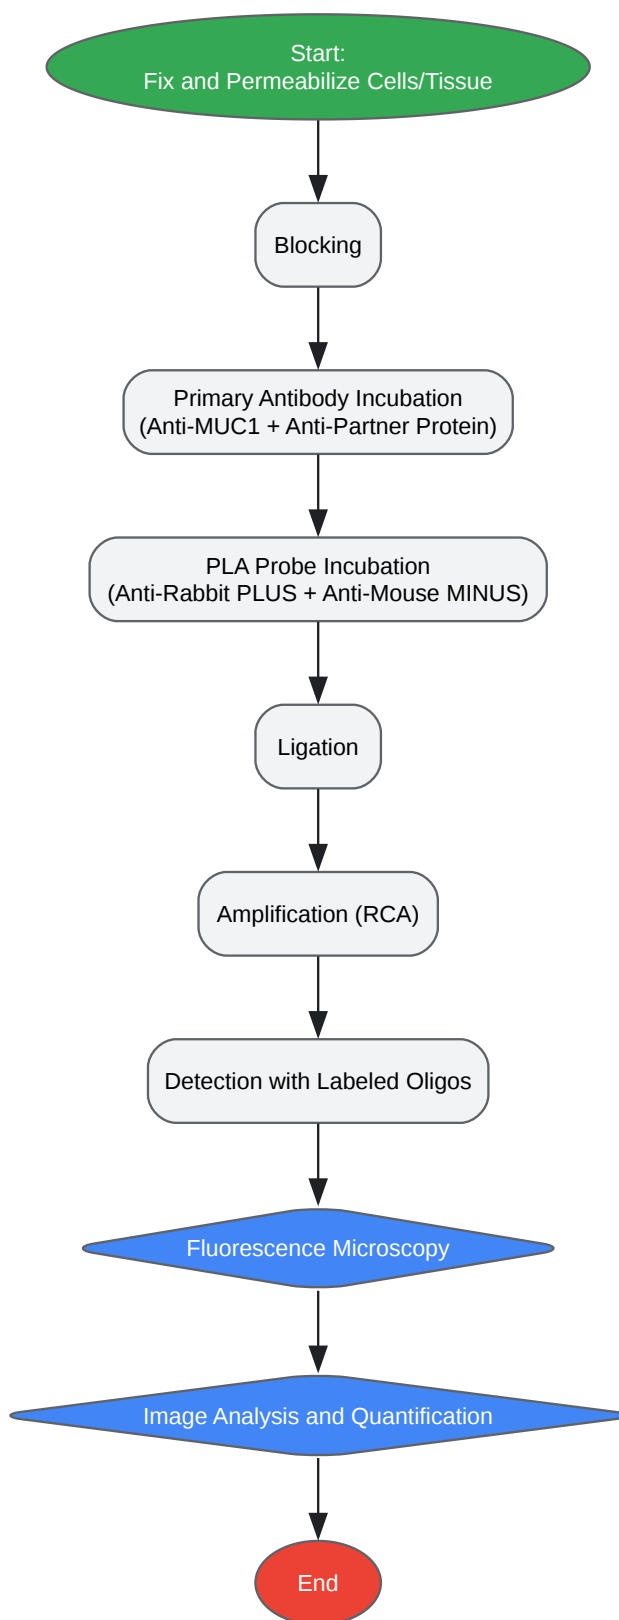 Start:
Fix and Permeabilize Cells/Tissue
Blocking
Primary Antibody Incubation
(Anti-MUC1 + Anti-Partner Protein)
PLA Probe Incubation
(Anti-Rabbit PLUS + Anti-Mouse MINUS)
Ligation
Amplification (RCA)
Detection with Labeled Oligos
Fluorescence Microscopy
Image Analysis and Quantification
End